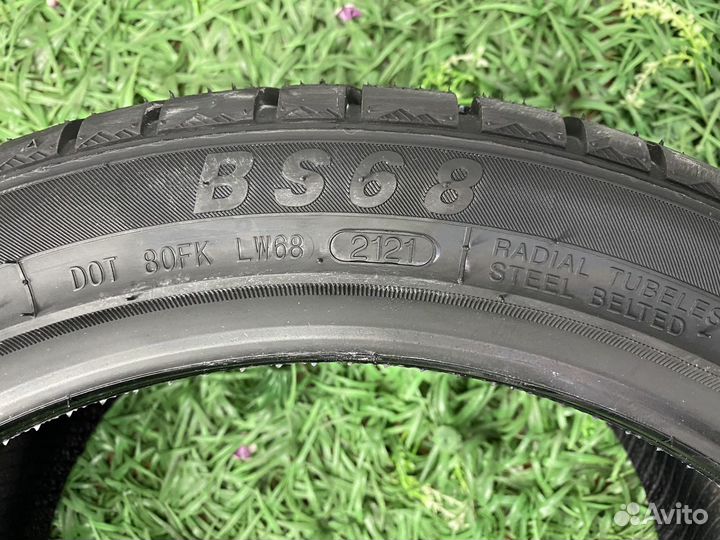 BS68
DOT 80FK LW68 2121
RADIAL TUBELES
STEEL BELTED
Avito